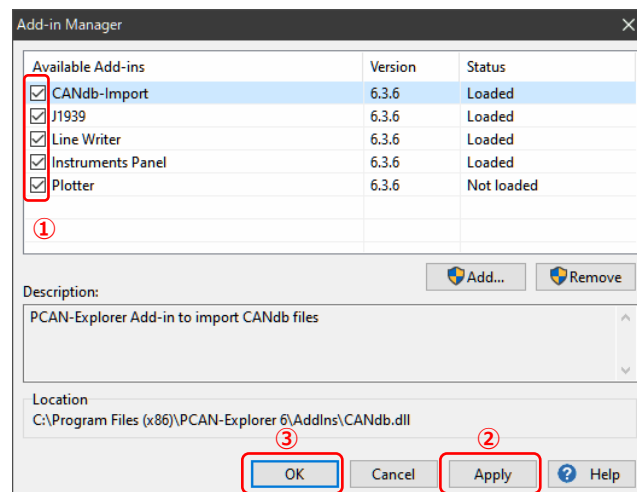 Add-in Manager
Available Add-ins Version Status
CANdb-Import 6.3.6 Loaded
J1939 6.3.6 Loaded
Line Writer 6.3.6 Loaded
Instruments Panel 6.3.6 Loaded
Plotter 6.3.6 Not loaded
①
Add... Remove
Description:
PCAN-Explorer Add-in to import CANdb files
Location
C:\Program Files (x86)\PCAN-Explorer 6\AddIns\CANdb.dll
③ ②
OK Cancel Apply ? Help